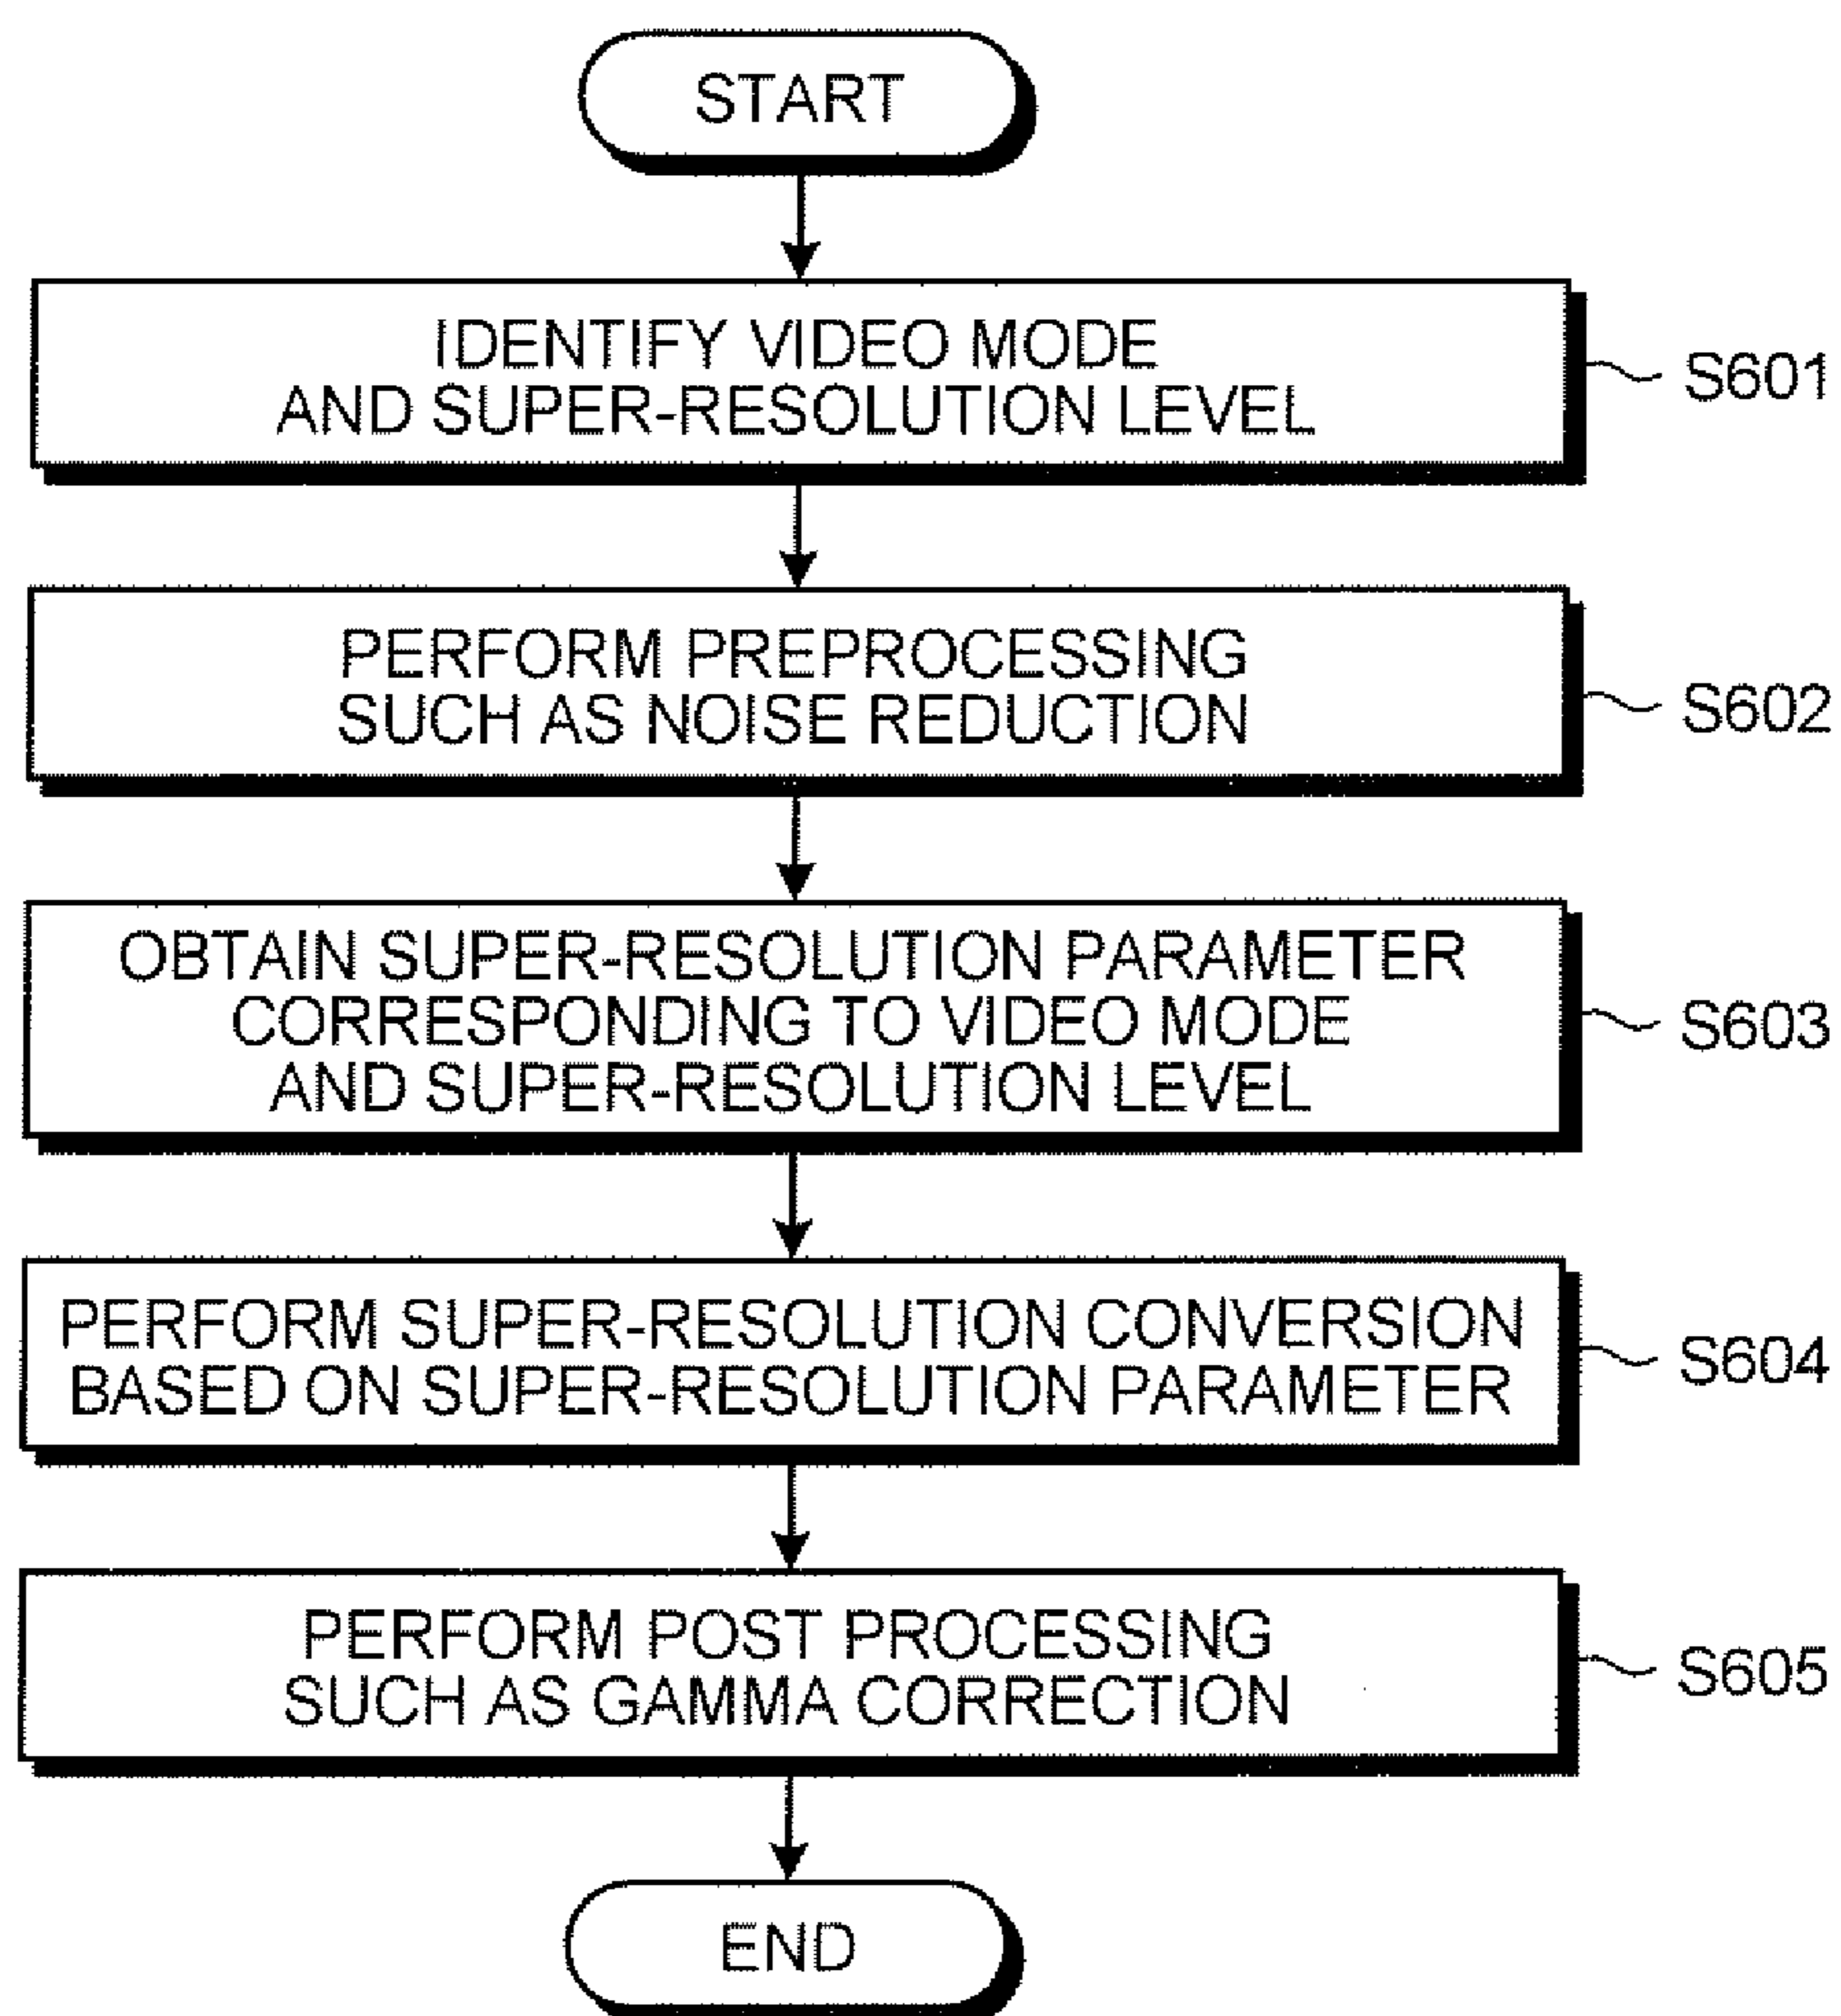 START
IDENTIFY VIDEO MODE
AND SUPER-RESOLUTION LEVEL
S601
PERFORM PREPROCESSING
SUCH AS NOISE REDUCTION
S602
OBTAIN SUPER-RESOLUTION PARAMETER
CORRESPONDING TO VIDEO MODE
AND SUPER-RESOLUTION LEVEL
S603
PERFORM SUPER-RESOLUTION CONVERSION
BASED ON SUPER-RESOLUTION PARAMETER
S604
PERFORM POST PROCESSING
SUCH AS GAMMA CORRECTION
S605
END